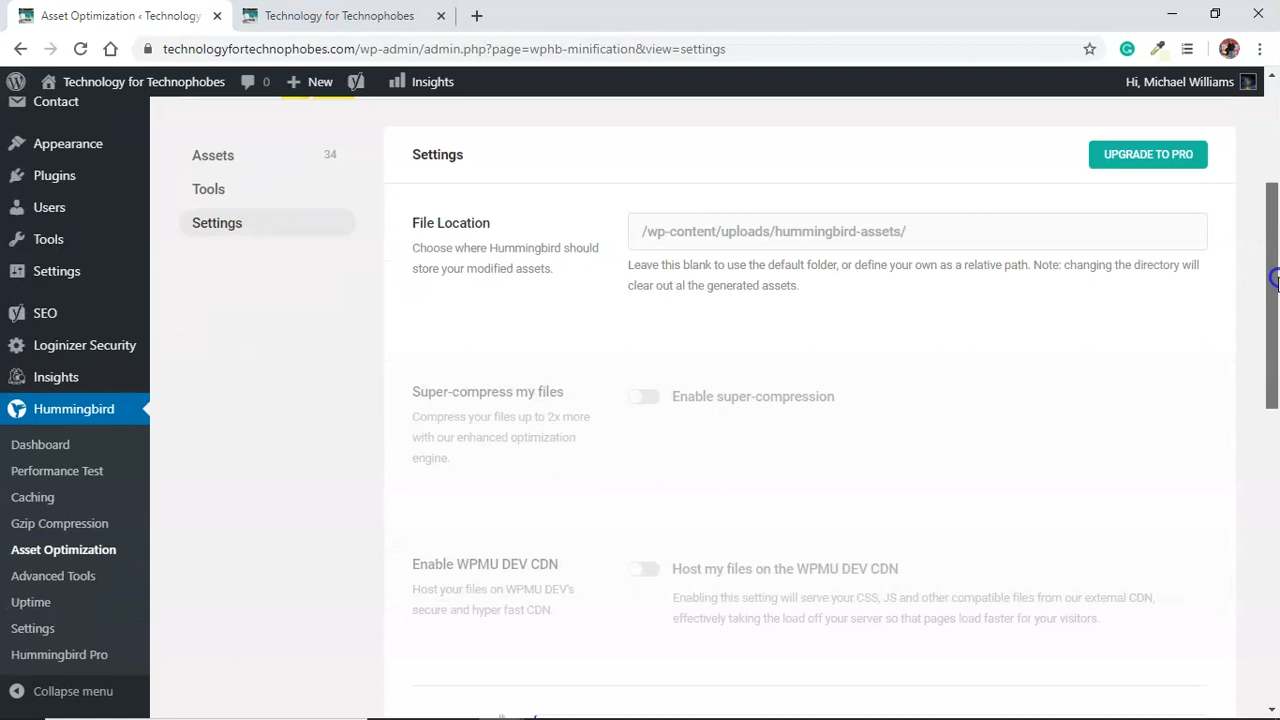 Asset Optimization ‹ Technology
Technology for Technophobes
technologyfortechnophobes.com/wp-admin/admin.php?page=wphb-minification&view=settings
Technology for Technophobes
0
New
Insights
Hi, Michael Williams
Contact
Appearance
Plugins
Users
Tools
Settings
SEO
Loginizer Security
Insights
Hummingbird
Dashboard
Performance Test
Caching
Gzip Compression
Asset Optimization
Advanced Tools
Uptime
Settings
Hummingbird Pro
Collapse menu
Assets 34
Tools
Settings
Settings
UPGRADE TO PRO
File Location
Choose where Hummingbird should
store your modified assets.
/wp-content/uploads/hummingbird-assets/
Leave this blank to use the default folder, or define your own as a relative path. Note: changing the directory will
clear out al the generated assets.
Super-compress my files
Compress your files up to 2x more
with our enhanced optimization
engine.
Enable super-compression
Enable WPMU DEV CDN
Host your files on WPMU DEV's
secure and hyper fast CDN.
Host my files on the WPMU DEV CDN
Enabling this setting will serve your CSS, JS and other compatible files from our external CDN,
effectively taking the load off your server so that pages load faster for your visitors.